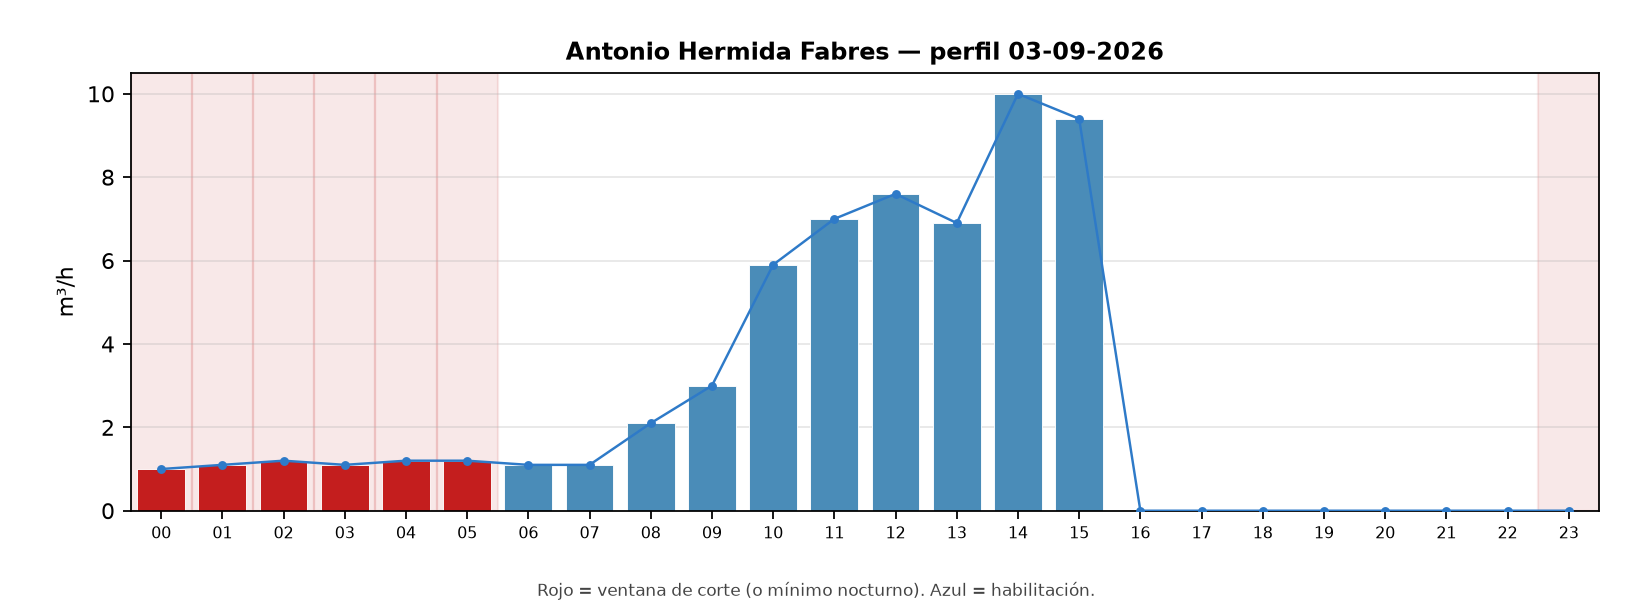 Antonio Hermida Fabres — perfil 03-09-2026
m³/h
10
8
6
4
2
0
00 01 02 03 04 05 06 07 08 09 10 11 12 13 14 15 16 17 18 19 20 21 22 23
Rojo = ventana de corte (o mínimo nocturno). Azul = habilitación.